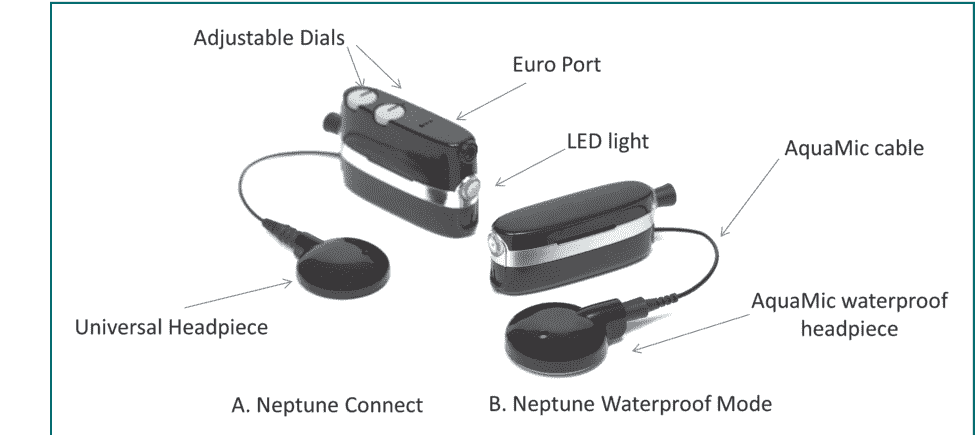 Adjustable Dials
Euro Port
LED light
AquaMic cable
Universal Headpiece
AquaMic waterproof
headpiece
A. Neptune Connect
B. Neptune Waterproof Mode